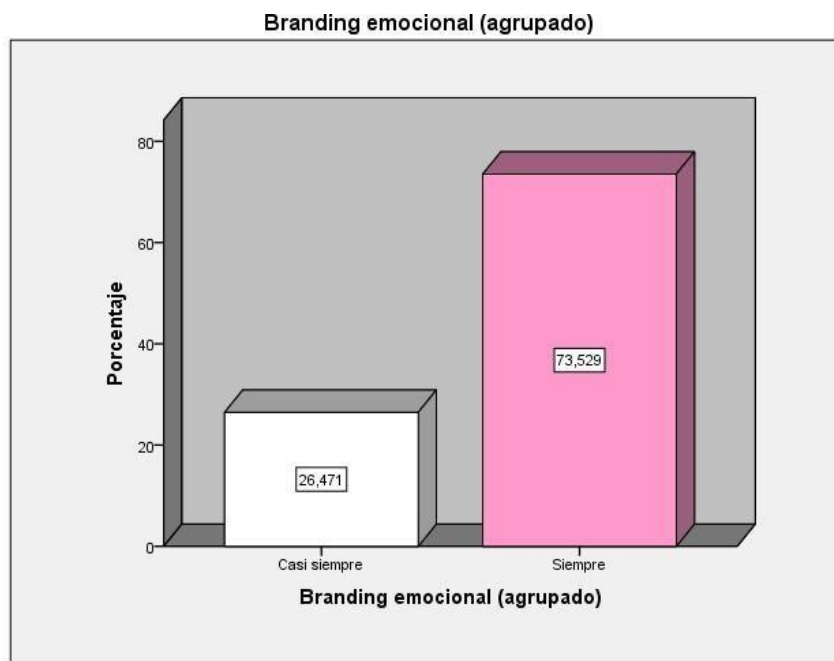 Branding emocional (agrupado)
Porcentaje
80
60
40
20
0
26,471
73,529
Casi siempre
Siempre
Branding emocional (agrupado)